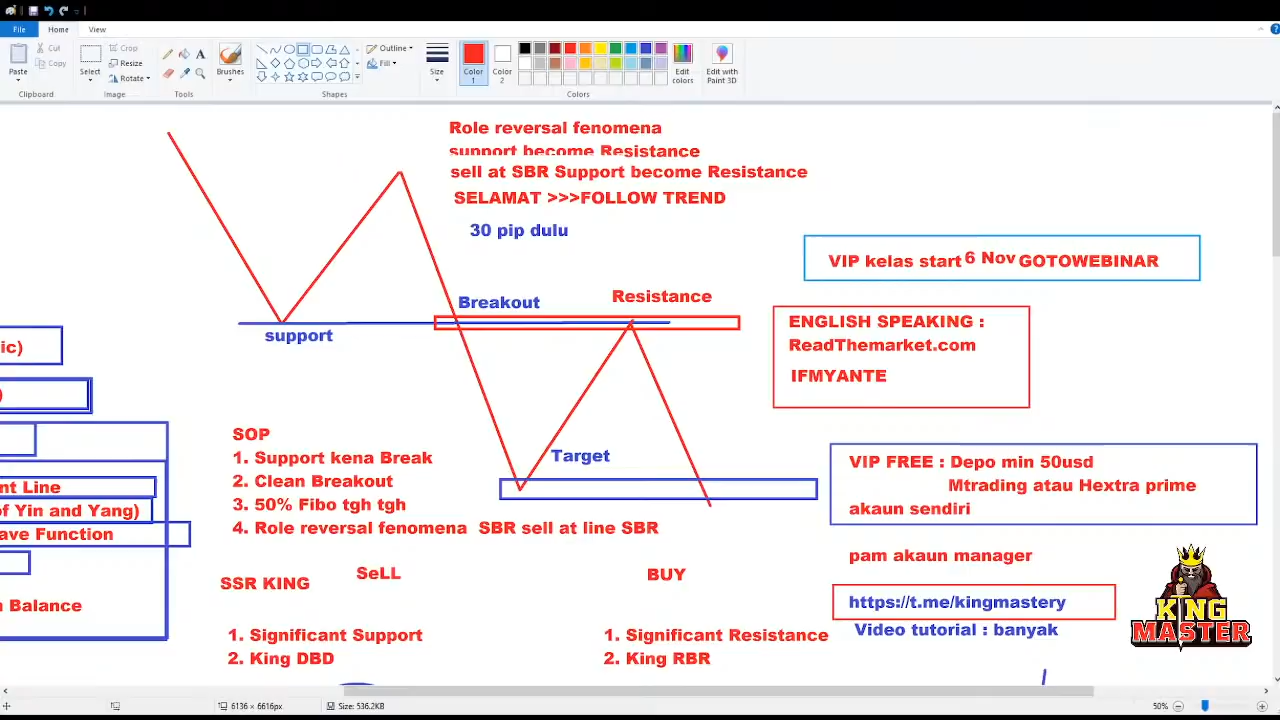 File
Home
View
Paste
Cut
Copy
Clipboard
Select
Crop
Resize
Rotate
Image
Tools
Brushes
Shapes
Outline
Fill
Size
Color 1
Color 2
Edit colors
Edit with Paint 3D
Colors
Role reversal fenomena
support become Resistance
sell at SBR Support become Resistance
SELAMAT >>>FOLLOW TREND
30 pip dulu
VIP kelas start 6 Nov GOTOWEBINAR
Breakout
Resistance
support
ENGLISH SPEAKING :
ReadThemarket.com
IFMYANTE
ic)
)
nt Line
of Yin and Yang)
ave Function
n Balance
SOP
1. Support kena Break
2. Clean Breakout
3. 50% Fibo tgh tgh
4. Role reversal fenomena SBR sell at line SBR
Target
VIP FREE : Depo min 50usd
Mtrading atau Hextra prime
akaun sendiri
pam akaun manager
https://t.me/kingmastery
Video tutorial : banyak
KING
MASTER
SSR KING
SeLL
BUY
1. Significant Support
2. King DBD
1. Significant Resistance
2. King RBR
6136 × 6616px
Size: 536.2KB
50%